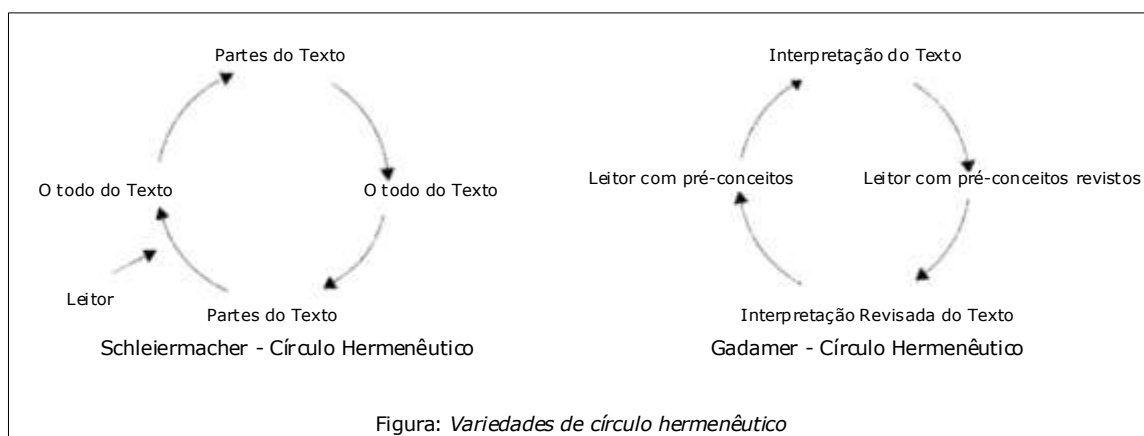 Partes do Texto
O todo do Texto
O todo do Texto
Leitor
Partes do Texto
Schleiermacher - Círculo Hermenêutico
Interpretação do Texto
Leitor com pré-conceitos
Leitor com pré-conceitos revistos
Interpretação Revisada do Texto
Gadamer - Círculo Hermenêutico
Figura: Variedades de círculo hermenêutico